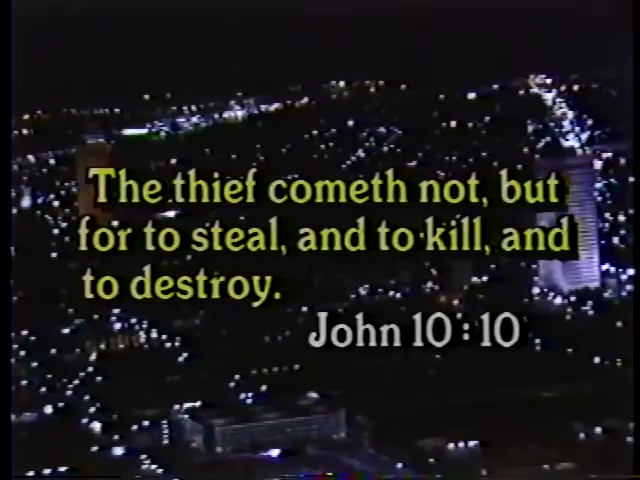 The thief cometh not, but
for to steal, and to kill, and
to destroy.
John 10:10